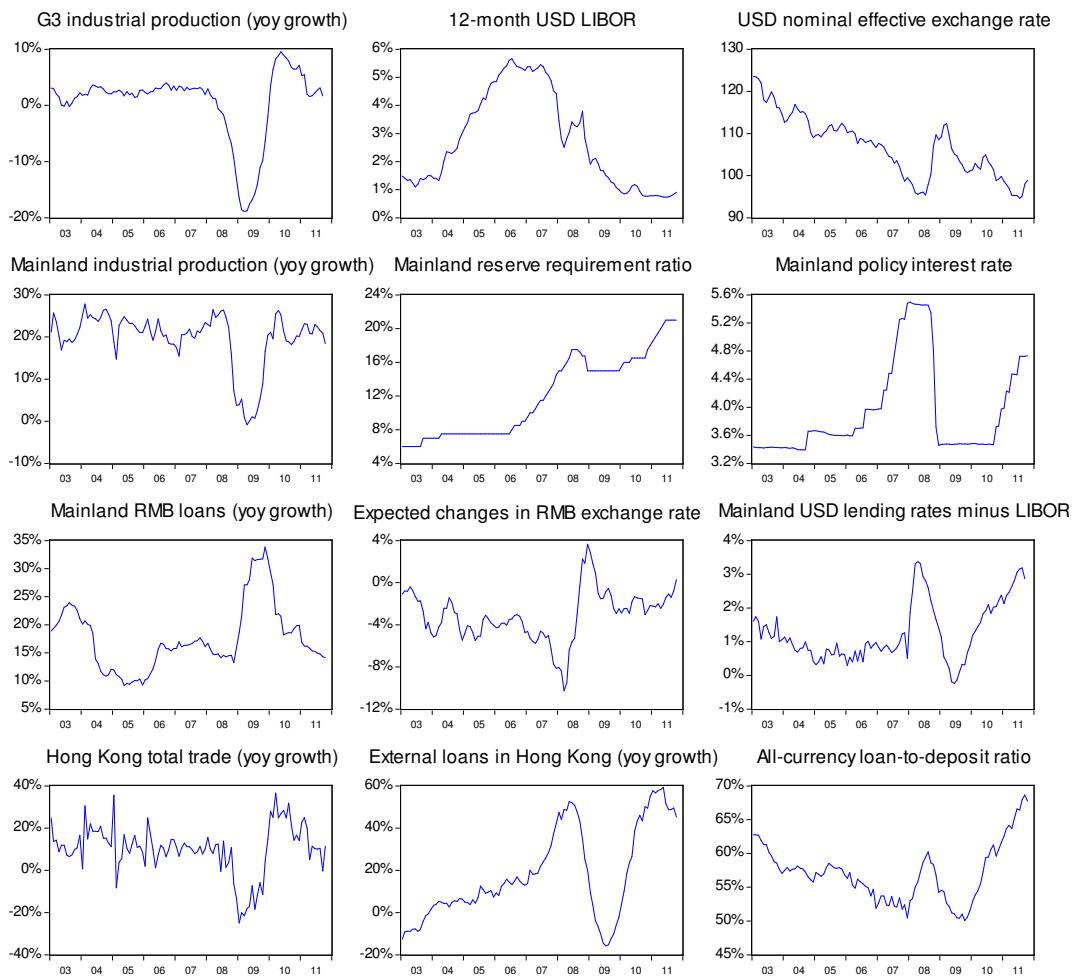 G3 industrial production (yoy growth)
10%
0%
-10%
-20%
03 04 05 06 07 08 09 10 11
12-month USD LIBOR
6%
5%
4%
3%
2%
1%
0%
03 04 05 06 07 08 09 10 11
USD nominal effective exchange rate
130
120
110
100
90
03 04 05 06 07 08 09 10 11
Mainland industrial production (yoy growth)
30%
20%
10%
0%
-10%
03 04 05 06 07 08 09 10 11
Mainland reserve requirement ratio
24%
20%
16%
12%
8%
4%
03 04 05 06 07 08 09 10 11
Mainland policy interest rate
5.6%
5.2%
4.8%
4.4%
4.0%
3.6%
3.2%
03 04 05 06 07 08 09 10 11
Mainland RMB loans (yoy growth)
35%
30%
25%
20%
15%
10%
5%
03 04 05 06 07 08 09 10 11
Expected changes in RMB exchange rate
4%
0%
-4%
-8%
-12%
03 04 05 06 07 08 09 10 11
Mainland USD lending rates minus LIBOR
4%
3%
2%
1%
0%
-1%
03 04 05 06 07 08 09 10 11
Hong Kong total trade (yoy growth)
40%
20%
0%
-20%
-40%
03 04 05 06 07 08 09 10 11
External loans in Hong Kong (yoy growth)
60%
40%
20%
0%
-20%
03 04 05 06 07 08 09 10 11
All-currency loan-to-deposit ratio
70%
65%
60%
55%
50%
45%
03 04 05 06 07 08 09 10 11